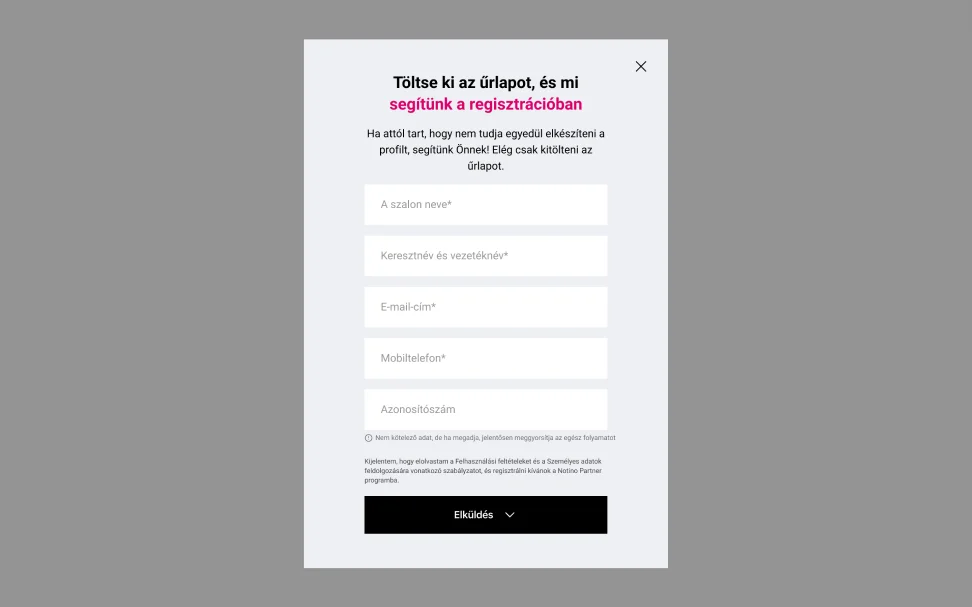 Töltse ki az űrlapot, és mi
segítünk a regisztrációban
Ha attól tart, hogy nem tudja egyedül elkészíteni a
profilt, segítünk Önnek! Elég csak kitölteni az
űrlapot.
A szalon neve*
Keresztnév és vezetéknév*
E-mail-cím*
Mobiltelefon*
Azonosítószám
Nem kötelező adat, de ha megadja, jelentősen meggyorsítja az egész folyamatot
Kijelentem, hogy elolvastam a Felhasználási feltételeket és a Személyes adatok
feldolgozására vonatkozó szabályzatot, és regisztrálni kívánok a Notino Partner
programba.
Elküldés